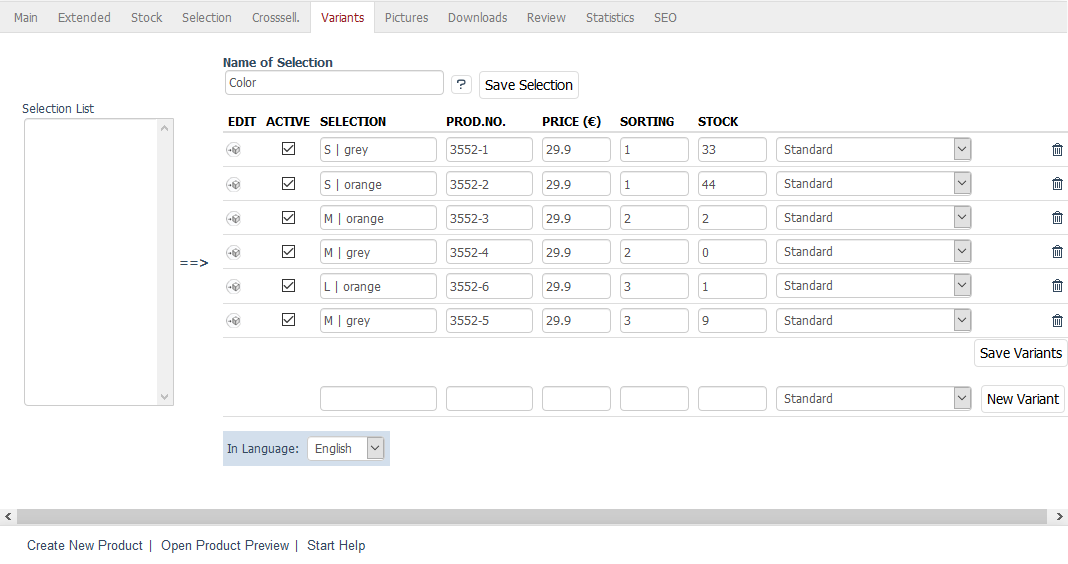 Main Extended Stock Selection Crosssell. Variants Pictures Downloads Review Statistics SEO
Name of Selection
Color ? Save Selection
Selection List
EDIT ACTIVE SELECTION PROD.NO. PRICE (€) SORTING STOCK
S | grey 3552-1 29.9 1 33 Standard
S | orange 3552-2 29.9 1 44 Standard
M | orange 3552-3 29.9 2 2 Standard
M | grey 3552-4 29.9 2 0 Standard
==>
L | orange 3552-6 29.9 3 1 Standard
M | grey 3552-5 29.9 3 9 Standard
Save Variants
Standard New Variant
In Language: English
Create New Product | Open Product Preview | Start Help